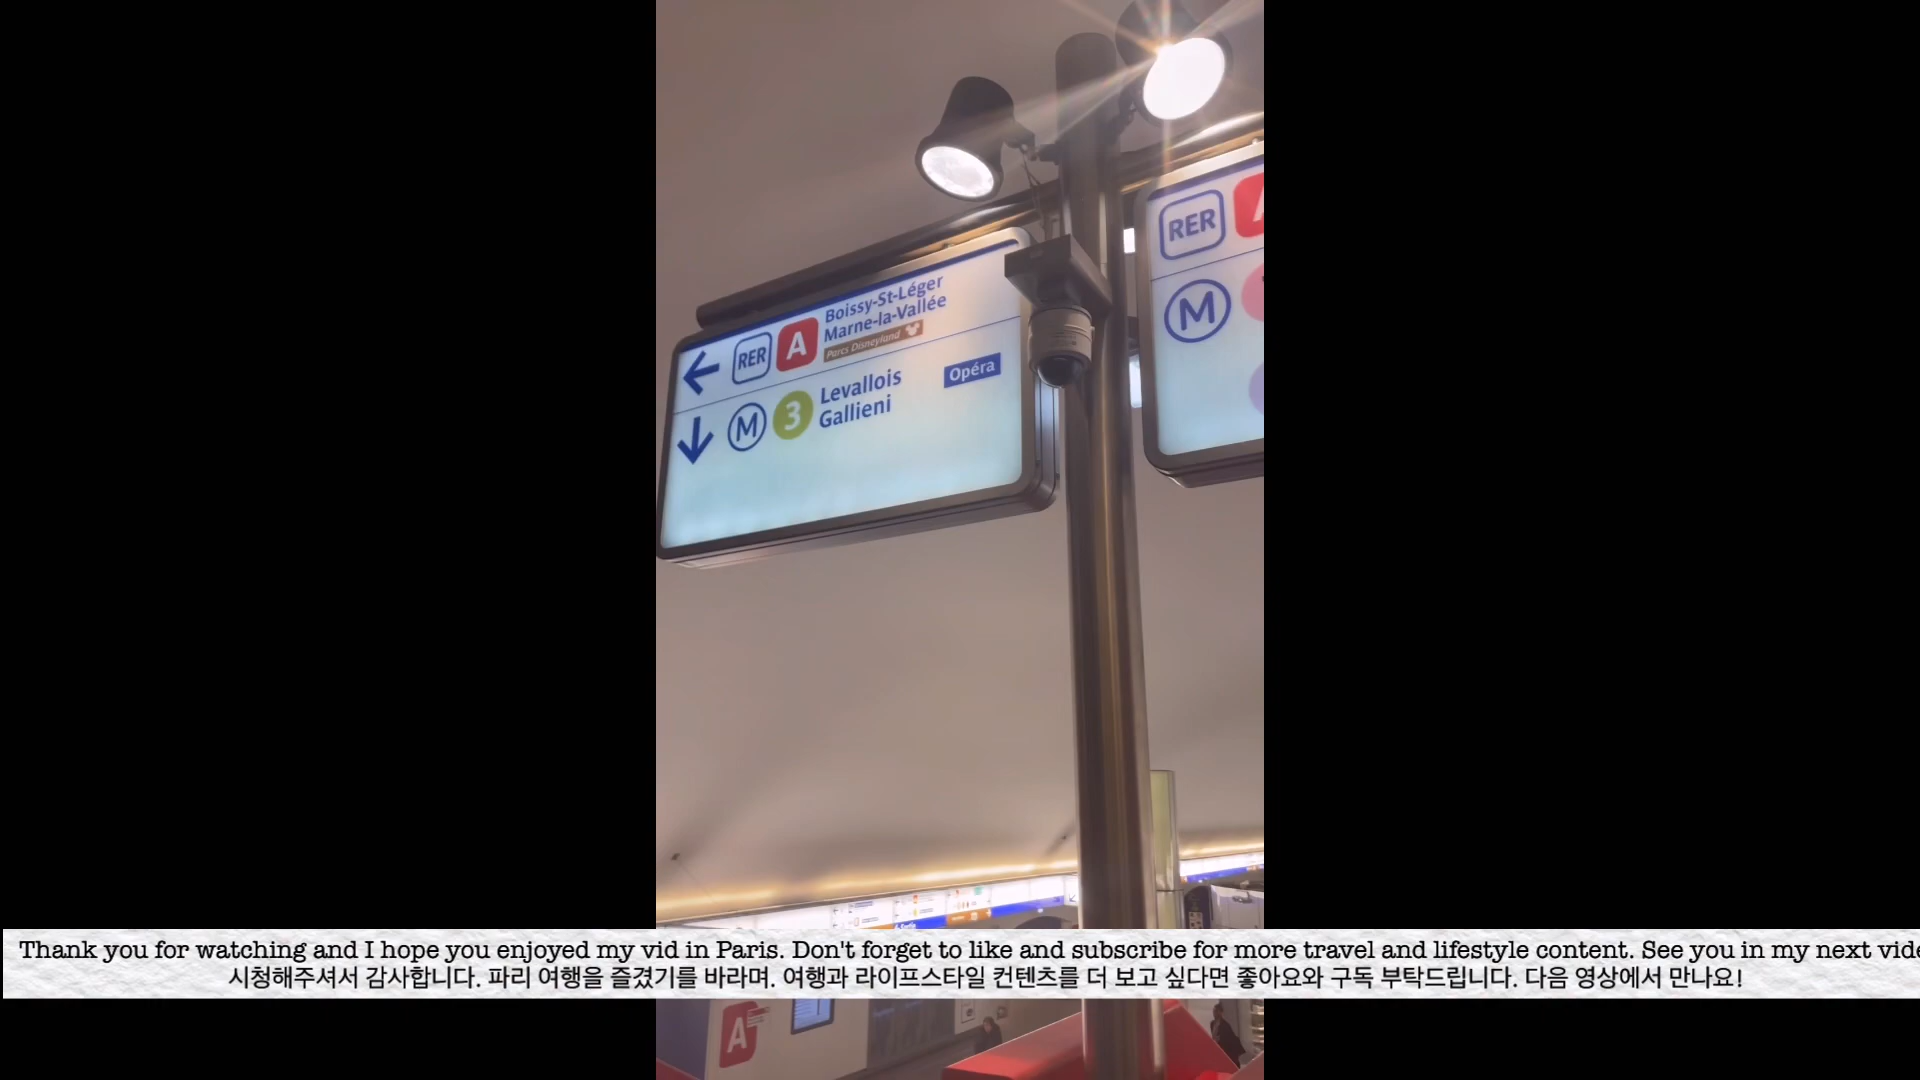 RER A Boissy-St-Léger
Marne-la-Vallée
Parcs Disneyland
M 3 Levallois
Gallieni
Opéra
RER A
M
Thank you for watching and I hope you enjoyed my vid in Paris. Don't forget to like and subscribe for more travel and lifestyle content. See you in my next vide
시청해주셔서 감사합니다. 파리 여행을 즐겼기를 바라며. 여행과 라이프스타일 컨텐츠를 더 보고 싶다면 좋아요와 구독 부탁드립니다. 다음 영상에서 만나요!
A